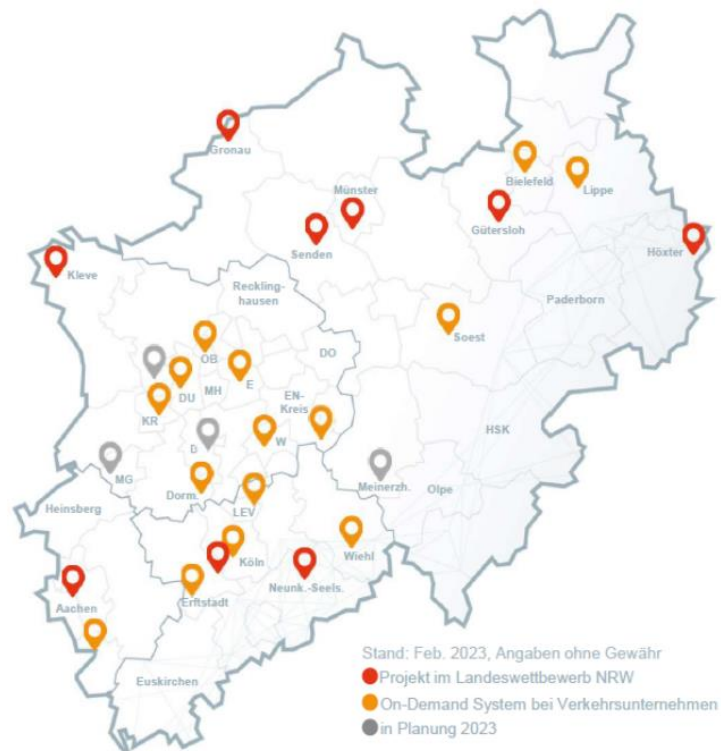 Gronau
Münster
Bielefeld
Lippe
Gütersloh
Senden
Höxter
Kleve
Reckling-
hausen
Paderborn
Soest
OB
DO
DU
MH
E
EN-
Kreis
KR
HSK
D
W
MG
Meinerzh.
Olpe
Dorm.
Heinsberg
LEV
Wiehl
Köln
Neunk.-Seels.
Erftstadt
Aachen
Euskirchen
Stand: Feb. 2023, Angaben ohne Gewähr
Projekt im Landeswettbewerb NRW
On-Demand System bei Verkehrsunternehmen
in Planung 2023